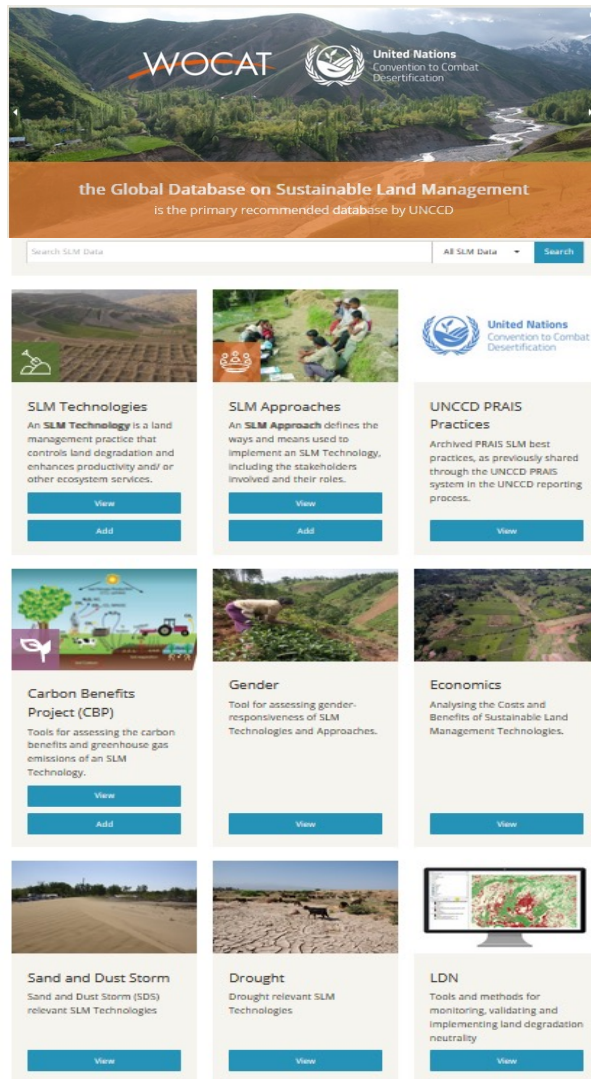 WOCAT
United Nations
Convention to Combat
Desertification
the Global Database on Sustainable Land Management
is the primary recommended database by UNCCD
Search SLM Data
All SLM Data
Search
SLM Technologies
An SLM Technology is a land
management practice that
controls land degradation and
enhances productivity and/ or
other ecosystem services.
View
Add
SLM Approaches
An SLM Approach defines the
ways and means used to
implement an SLM Technology,
including the stakeholders
involved and their roles.
View
Add
United Nations
Convention to Combat
Desertification
UNCCD PRAIS
Practices
Archived PRAIS SLM best
practices, as previously shared
through the UNCCD PRAIS
system in the UNCCD reporting
process.
View
Carbon Benefits
Project (CBP)
Tools for assessing the carbon
benefits and greenhouse gas
emissions of an SLM
Technology.
View
Add
Gender
Tool for assessing gender-
responsiveness of SLM
Technologies and Approaches.
View
Economics
Analysing the Costs and
Benefits of Sustainable Land
Management Technologies.
View
Sand and Dust Storm
Sand and Dust Storm (SDS)
relevant SLM Technologies
View
Drought
Drought relevant SLM
Technologies
View
LDN
Tools and methods for
monitoring, validating and
implementing land degradation
neutrality
View